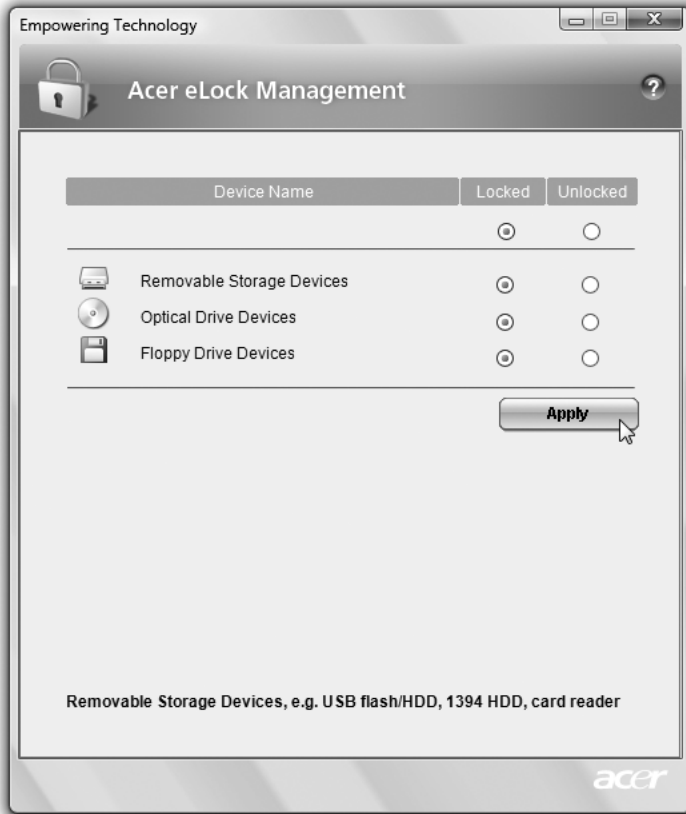 Empowering Technology
Acer eLock Management
?
Device Name Locked Unlocked
Removable Storage Devices
Optical Drive Devices
Floppy Drive Devices
Apply
Removable Storage Devices, e.g. USB flash/HDD, 1394 HDD, card reader
acer